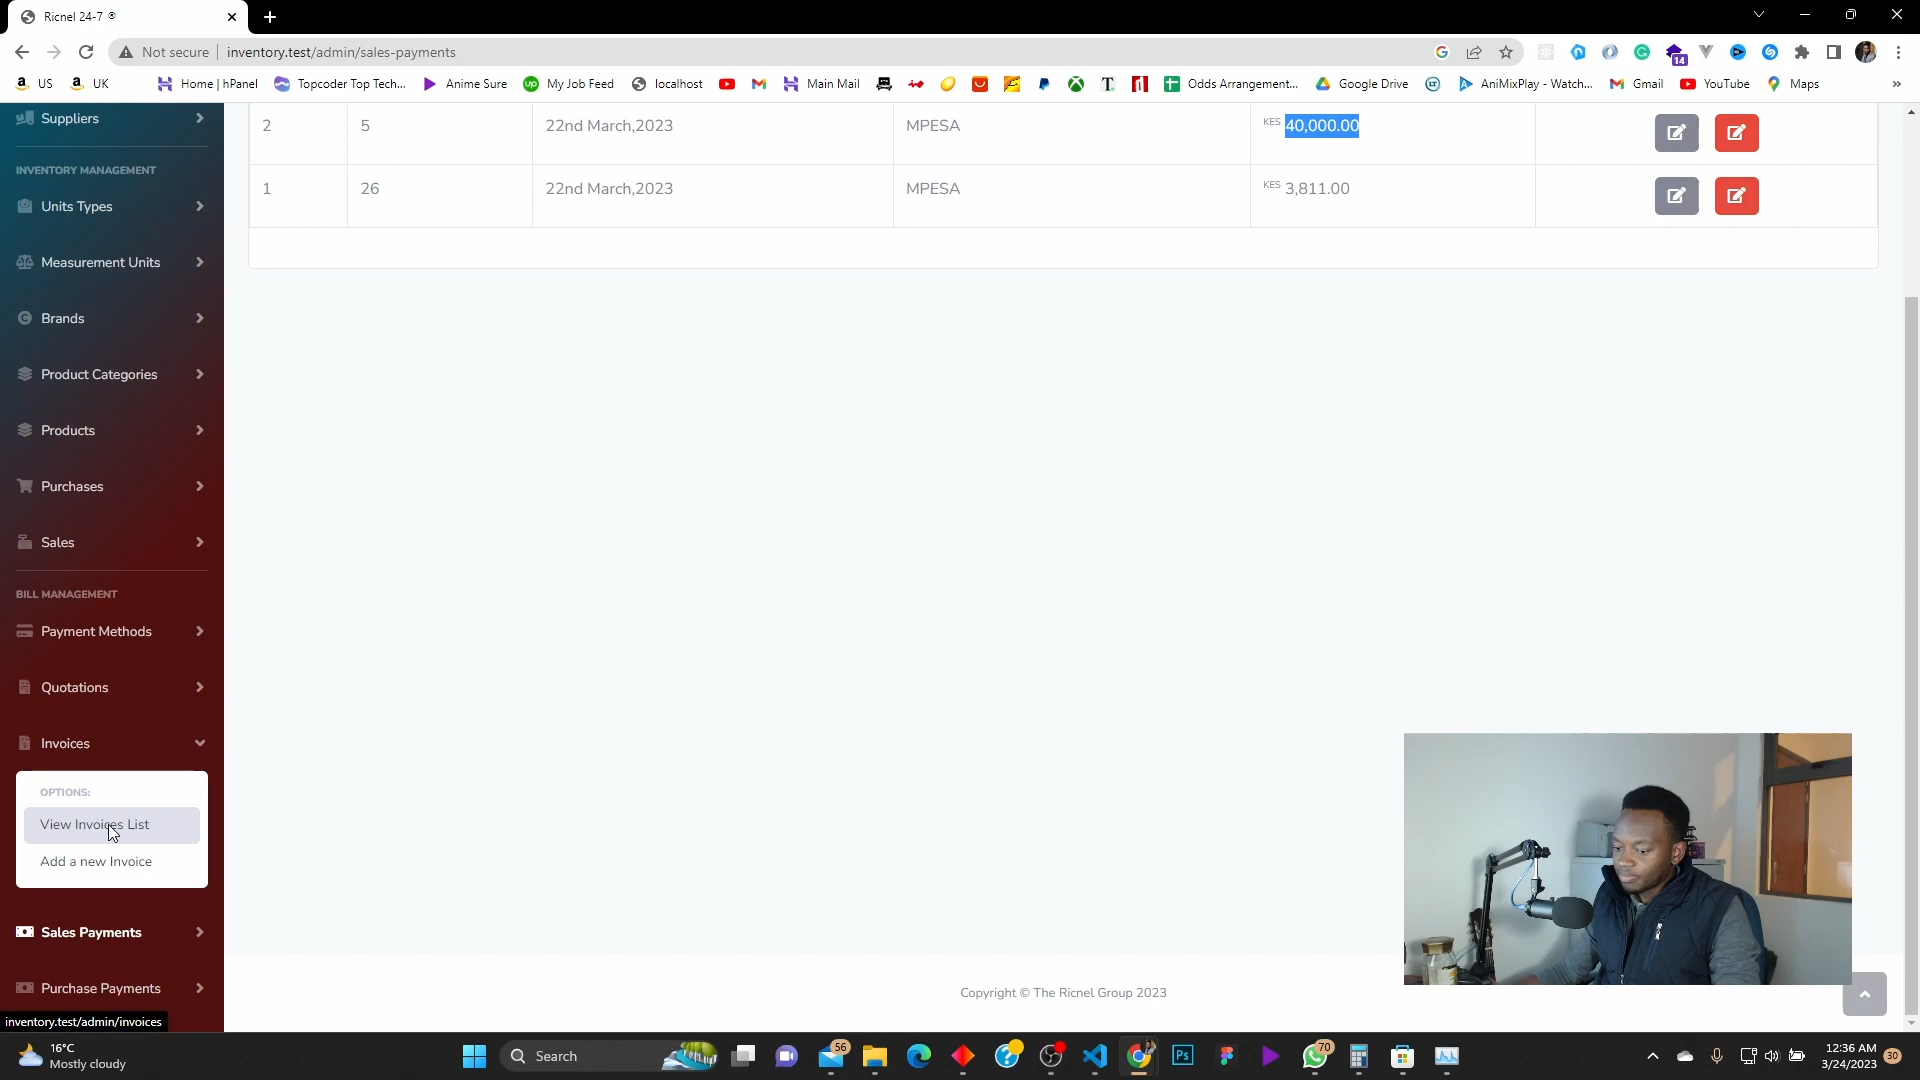 Ricnel 24-7 ®
Not secure
inventory.test/admin/sales-payments
14
US
UK
Home | hPanel
Topcoder Top Tech...
Anime Sure
My Job Feed
localhost
Main Mail
Odds Arrangement...
Google Drive
AniMixPlay - Watch...
Gmail
YouTube
Maps
»
Suppliers
2
5
22nd March,2023
MPESA
KES 40,000.00
INVENTORY MANAGEMENT
1
26
22nd March,2023
MPESA
KES 3,811.00
Units Types
Measurement Units
Brands
Product Categories
Products
Purchases
Sales
BILL MANAGEMENT
Payment Methods
Quotations
Invoices
OPTIONS:
View Invoices List
Add a new Invoice
Sales Payments
Purchase Payments
Copyright © The Ricnel Group 2023
inventory.test/admin/invoices
16°C
Mostly cloudy
Search
56
Ps
70
12:36 AM
3/24/2023
30